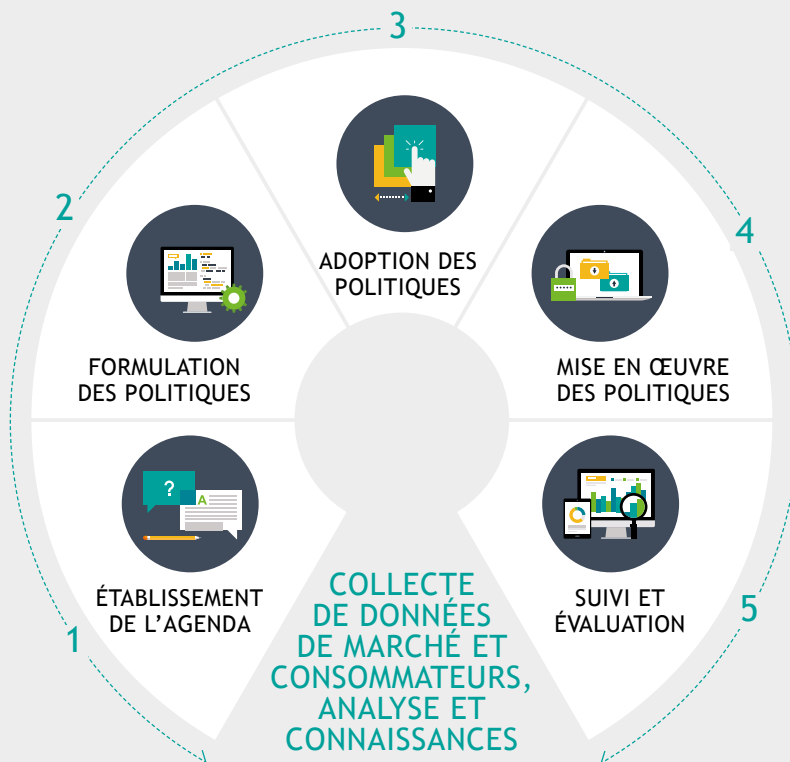 3
2
4
ADOPTION DES
POLITIQUES
FORMULATION
DES POLITIQUES
MISE EN ŒUVRE
DES POLITIQUES
?
A
ÉTABLISSEMENT
DE L’AGENDA
1
SUIVI ET
ÉVALUATION
5
COLLECTE
DE DONNÉES
DE MARCHÉ ET
CONSOMMATEURS,
ANALYSE ET
CONNAISSANCES